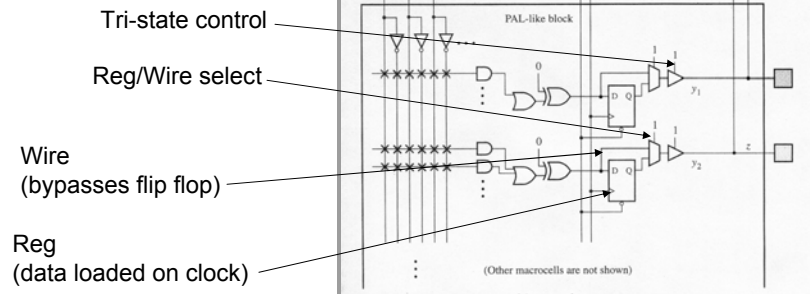 Tri-state control
Reg/Wire select
Wire
(bypasses flip flop)
Reg
(data loaded on clock)
PAL-like block
0
D Q
1
1
y1
0
D Q
1
1
z
y2
(Other macrocells are not shown)